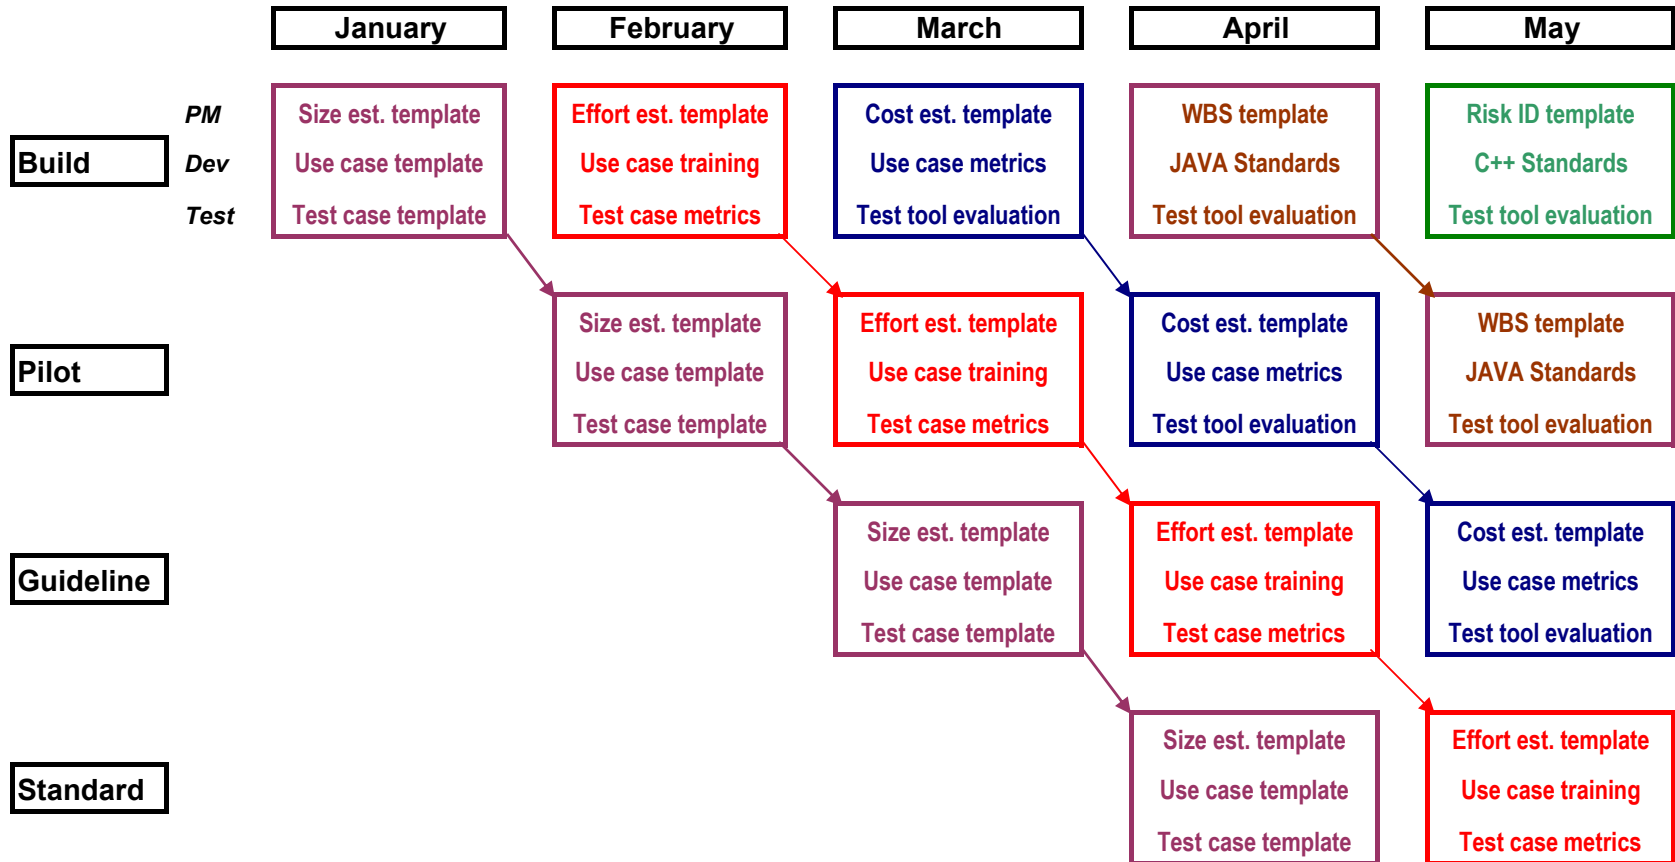 January February March April May
PM Size est. template Effort est. template Cost est. template WBS template Risk ID template
Build Dev Use case template Use case training Use case metrics JAVA Standards C++ Standards
Test Test case template Test case metrics Test tool evaluation Test tool evaluation Test tool evaluation
Size est. template Effort est. template Cost est. template WBS template
Pilot Use case template Use case training Use case metrics JAVA Standards
Test case template Test case metrics Test tool evaluation Test tool evaluation
Size est. template Effort est. template Cost est. template
Guideline Use case template Use case training Use case metrics
Test case template Test case metrics Test tool evaluation
Size est. template Effort est. template
Standard Use case template Use case training
Test case template Test case metrics